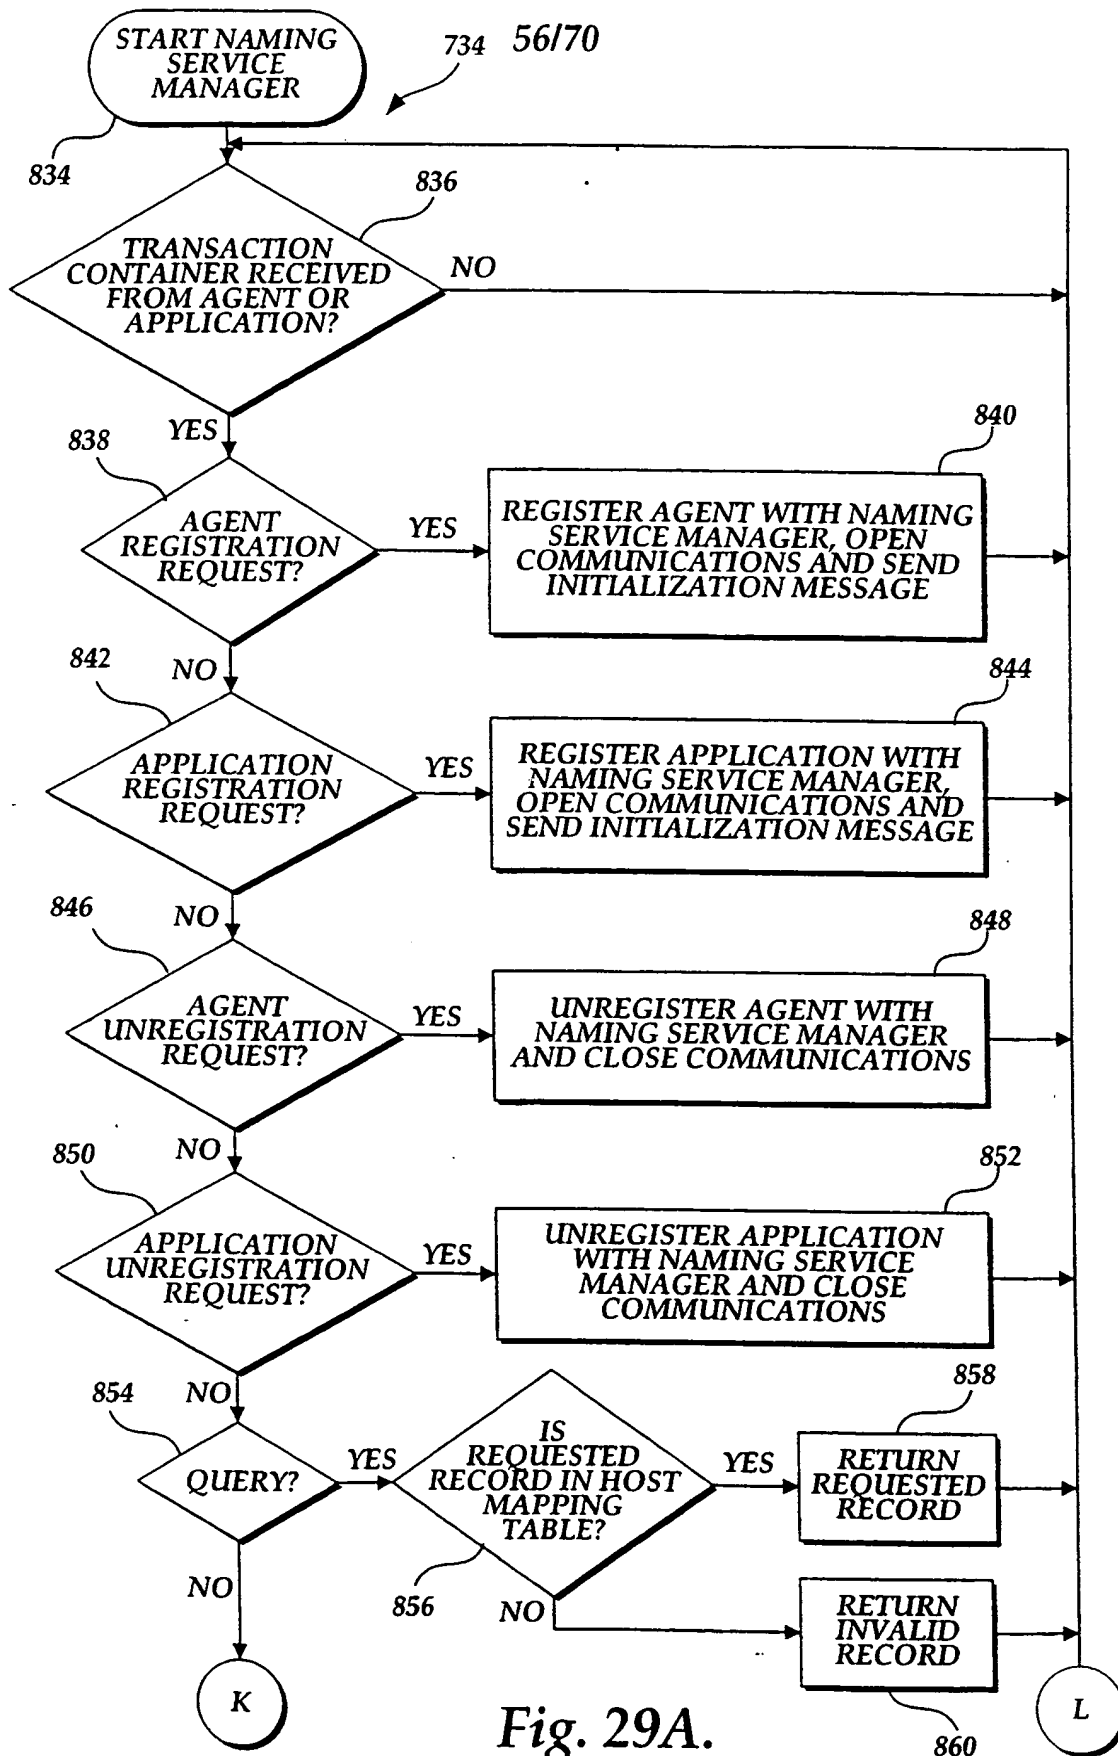 START NAMING
SERVICE
MANAGER
734 56/70
834
836
TRANSACTION
CONTAINER RECEIVED
FROM AGENT OR
APPLICATION?
NO
YES
838
AGENT
REGISTRATION
REQUEST?
YES
840
REGISTER AGENT WITH NAMING
SERVICE MANAGER, OPEN
COMMUNICATIONS AND SEND
INITIALIZATION MESSAGE
NO
842
APPLICATION
REGISTRATION
REQUEST?
YES
844
REGISTER APPLICATION WITH
NAMING SERVICE MANAGER,
OPEN COMMUNICATIONS AND
SEND INITIALIZATION MESSAGE
NO
846
AGENT
UNREGISTRATION
REQUEST?
YES
848
UNREGISTER AGENT WITH
NAMING SERVICE MANAGER
AND CLOSE COMMUNICATIONS
NO
850
APPLICATION
UNREGISTRATION
REQUEST?
YES
852
UNREGISTER APPLICATION
WITH NAMING SERVICE
MANAGER AND CLOSE
COMMUNICATIONS
NO
854
QUERY?
YES
IS
REQUESTED
RECORD IN HOST
MAPPING
TABLE?
856
YES
858
RETURN
REQUESTED
RECORD
NO
NO
RETURN
INVALID
RECORD
860
K
L
Fig. 29A.